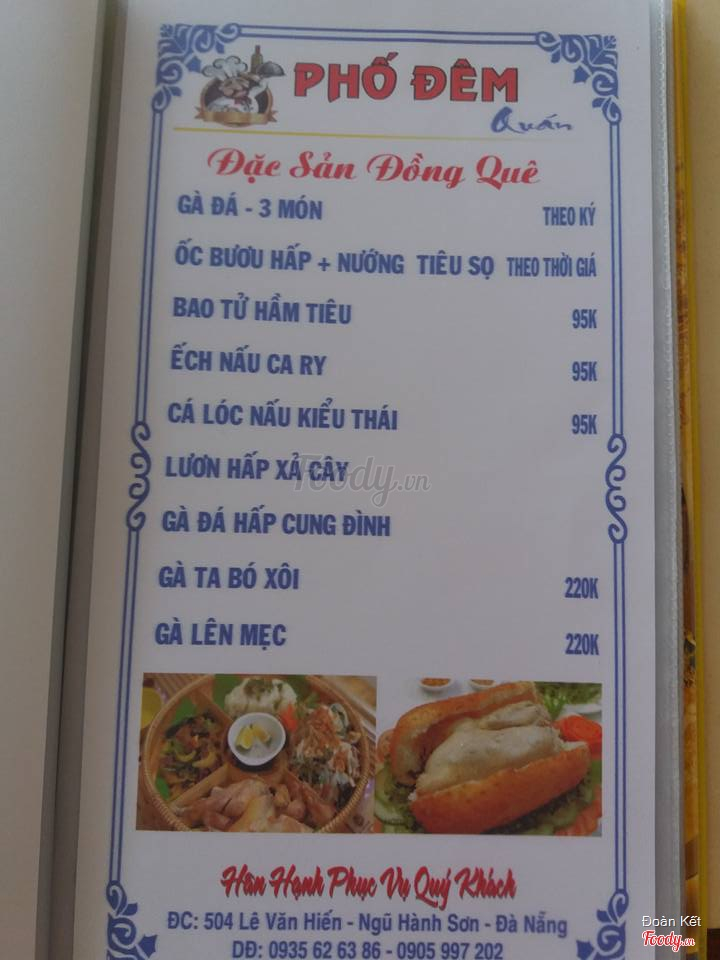 PHỐ ĐÊM
Quán
Đặc Sản Đồng Quê
GÀ ĐÁ - 3 MÓN THEO KÝ
ỐC BƯƠU HẤP + NƯỚNG TIÊU SỌ THEO THỜI GIÁ
BAO TỬ HẦM TIÊU 95K
ẾCH NẤU CA RY 95K
CÁ LÓC NẤU KIỂU THÁI 95K
LƯƠN HẤP XẢ CÂY
Foody.vn
GÀ ĐÁ HẤP CUNG ĐÌNH
GÀ TA BÓ XÔI 220K
GÀ LÊN MẸC 220K
Hân Hạnh Phục Vụ Quý Khách
ĐC: 504 Lê Văn Hiến - Ngũ Hành Sơn - Đà Nẵng
DĐ: 0935 62 63 86 - 0905 997 202
Đoàn Kết
Foody.vn